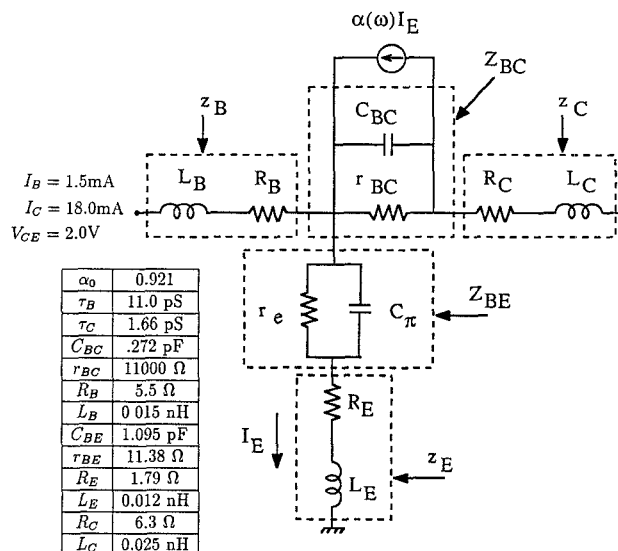 α(ω)I_E
Z_BC
z_B
C_BC
z_C
I_B = 1.5mA
I_C = 18.0mA
V_CE = 2.0V
L_B
R_B
r_BC
R_C
L_C
r_e
C_π
Z_BE
R_E
I_E
z_E
L_E
α₀ 0.921
τ_B 11.0 pS
τ_C 1.66 pS
C_BC .272 pF
r_BC 11000 Ω
R_B 5.5 Ω
L_B 0 015 nH
C_BE 1.095 pF
r_BE 11.38 Ω
R_E 1.79 Ω
L_E 0.012 nH
R_C 6.3 Ω
L_C 0.025 nH